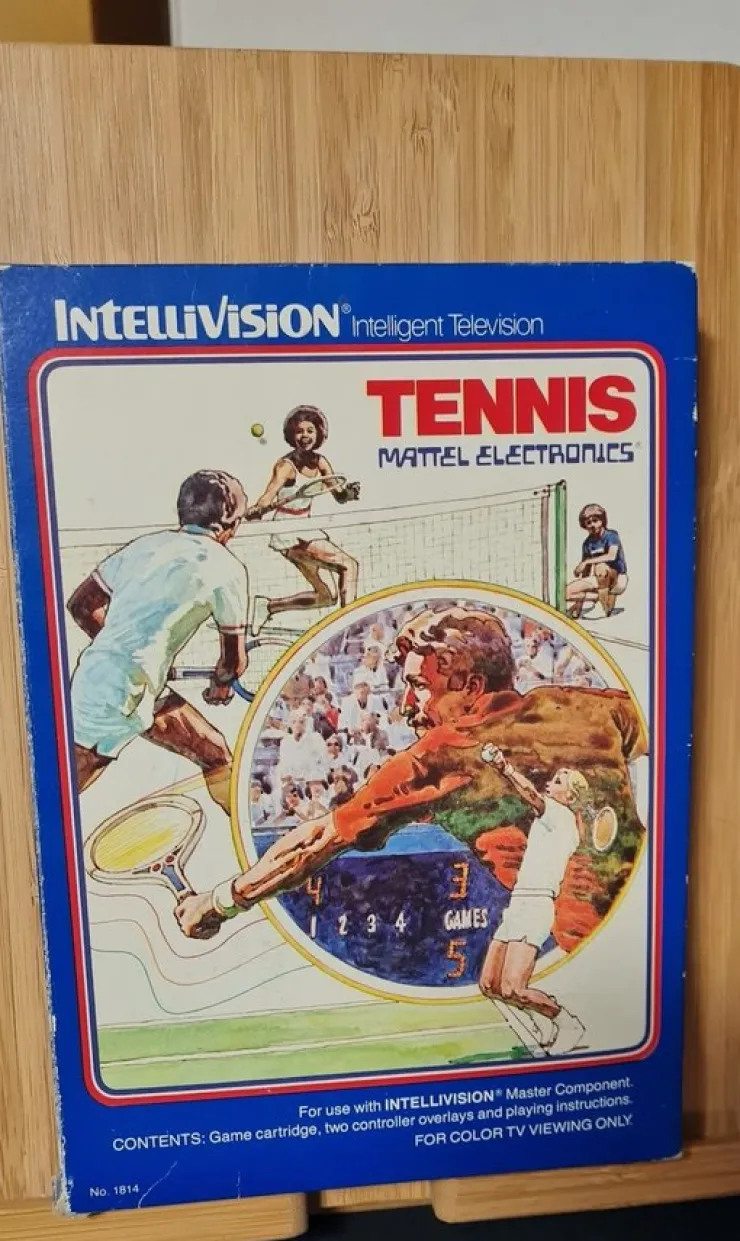 INTELLIVISION® Intelligent Television
TENNIS
MATTEL ELECTRONICS®
4 3
1 2 3 4 GAMES
5
For use with INTELLIVISION® Master Component.
CONTENTS: Game cartridge, two controller overlays and playing instructions.
FOR COLOR TV VIEWING ONLY.
No. 1814